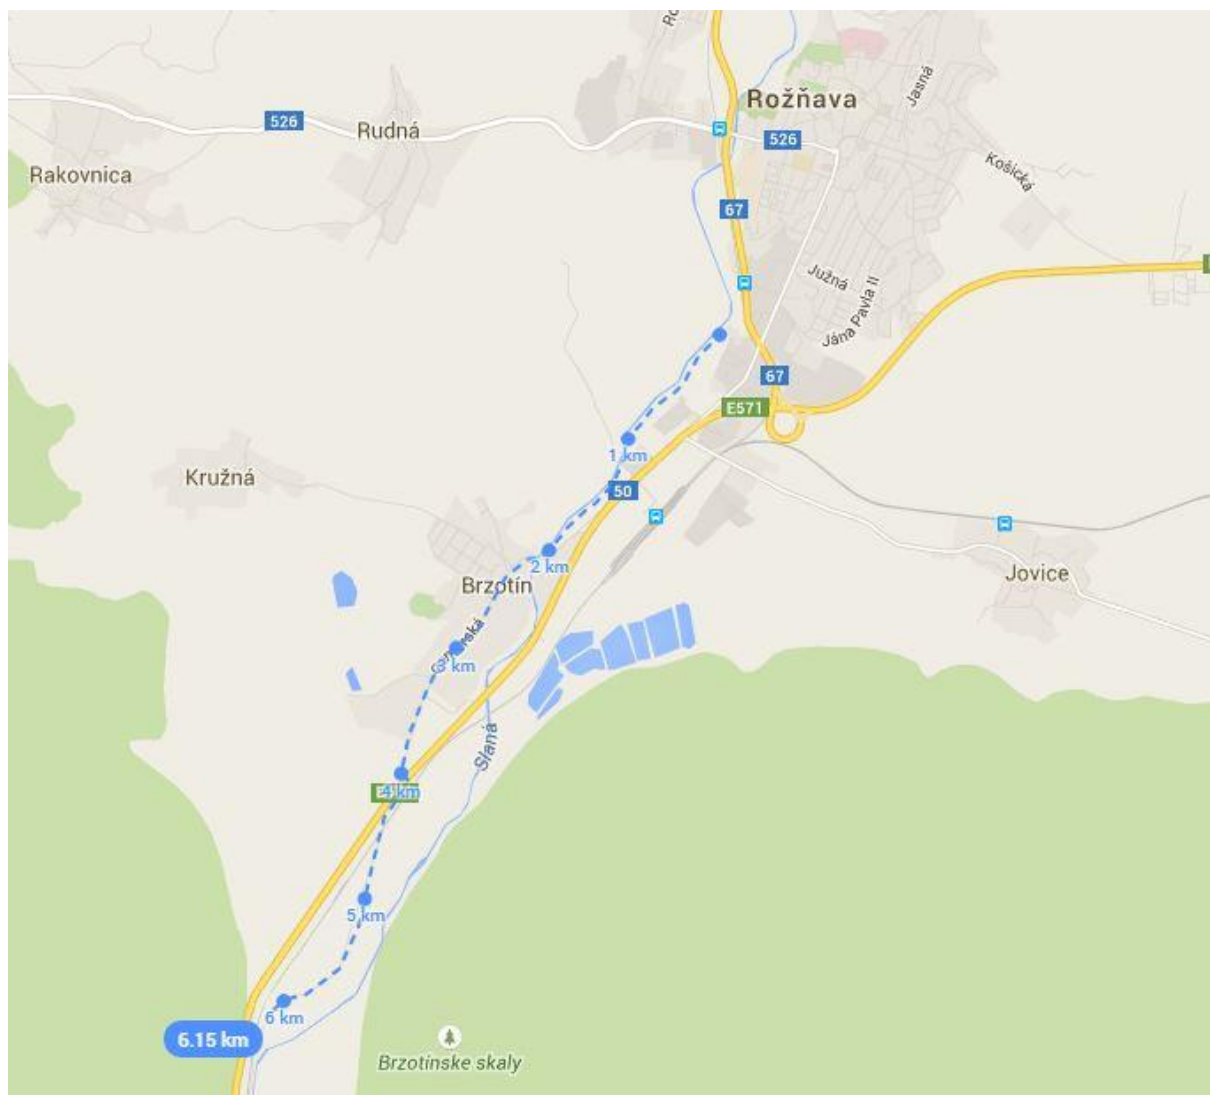 Rožňava
Jasná
526
526
Rudná
Rakovnica
Košická
67
Južná
Jána Pavla II
67
E571
1 km
Kružná
50
2 km
Brzotín
Jovice
3 km
Slaná
4 km
5 km
6 km
6.15 km
Brzotínske skaly